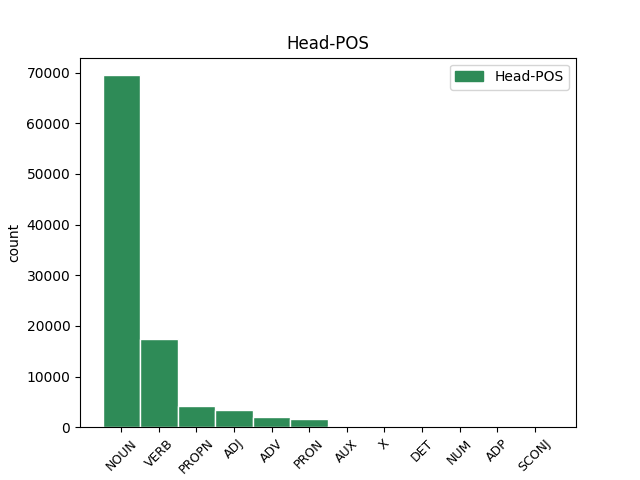 Head-POS
Head-POS
count
70000
60000
50000
40000
30000
20000
10000
0
NOUN
VERB
PROPN
ADJ
ADV
PRON
AUX
X
DET
NUM
ADP
SCONJ